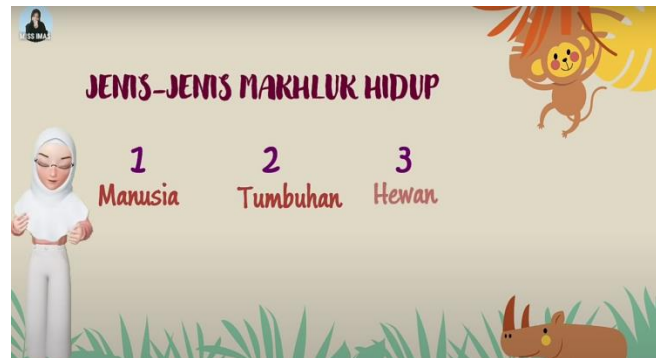 MISS IMAS
JENIS-JENIS MAKHLUK HIDUP
1 2 3
Manusia Tumbuhan Hewan